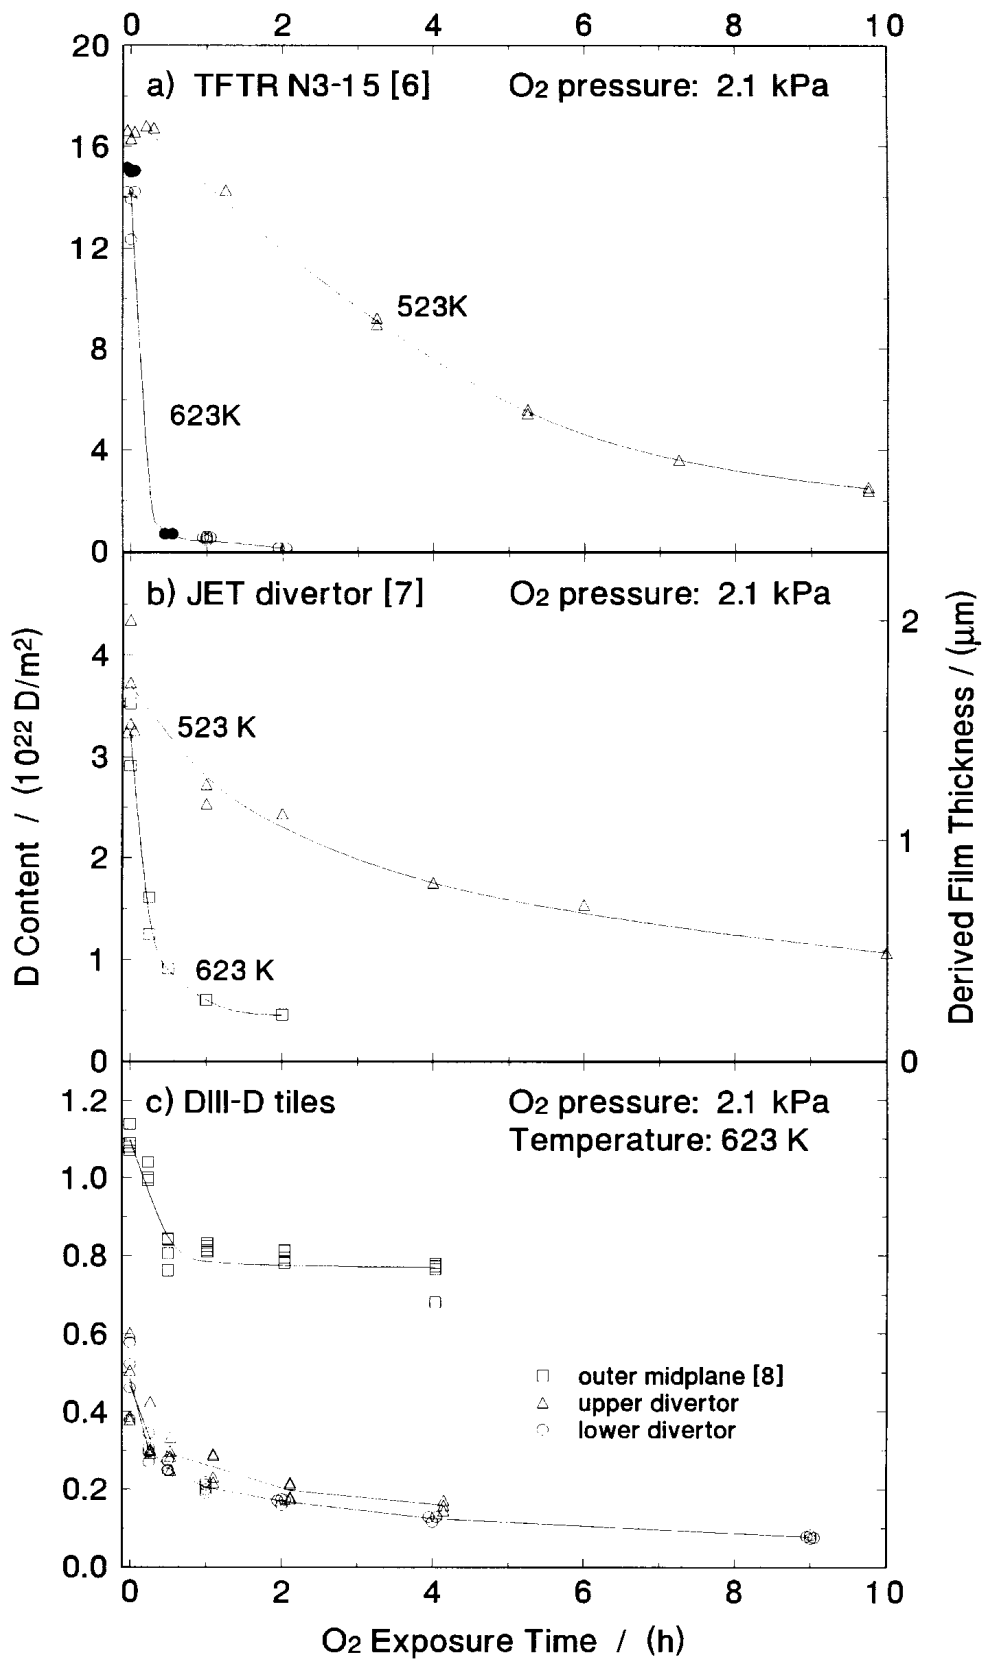 0 2 4 6 8 10
20
a) TFTR N3-15 [6] O2 pressure: 2.1 kPa
16
12
523K
8
623K
4
0
b) JET divertor [7] O2 pressure: 2.1 kPa
2
4
523 K
3
1
2
1
623 K
0 0
D Content / (10²² D/m²)
Derived Film Thickness / (μm)
1.2
c) DIII-D tiles O2 pressure: 2.1 kPa
Temperature: 623 K
1.0
0.8
0.6
outer midplane [8]
upper divertor
0.4
lower divertor
0.2
0.0
0 2 4 6 8 10
O2 Exposure Time / (h)